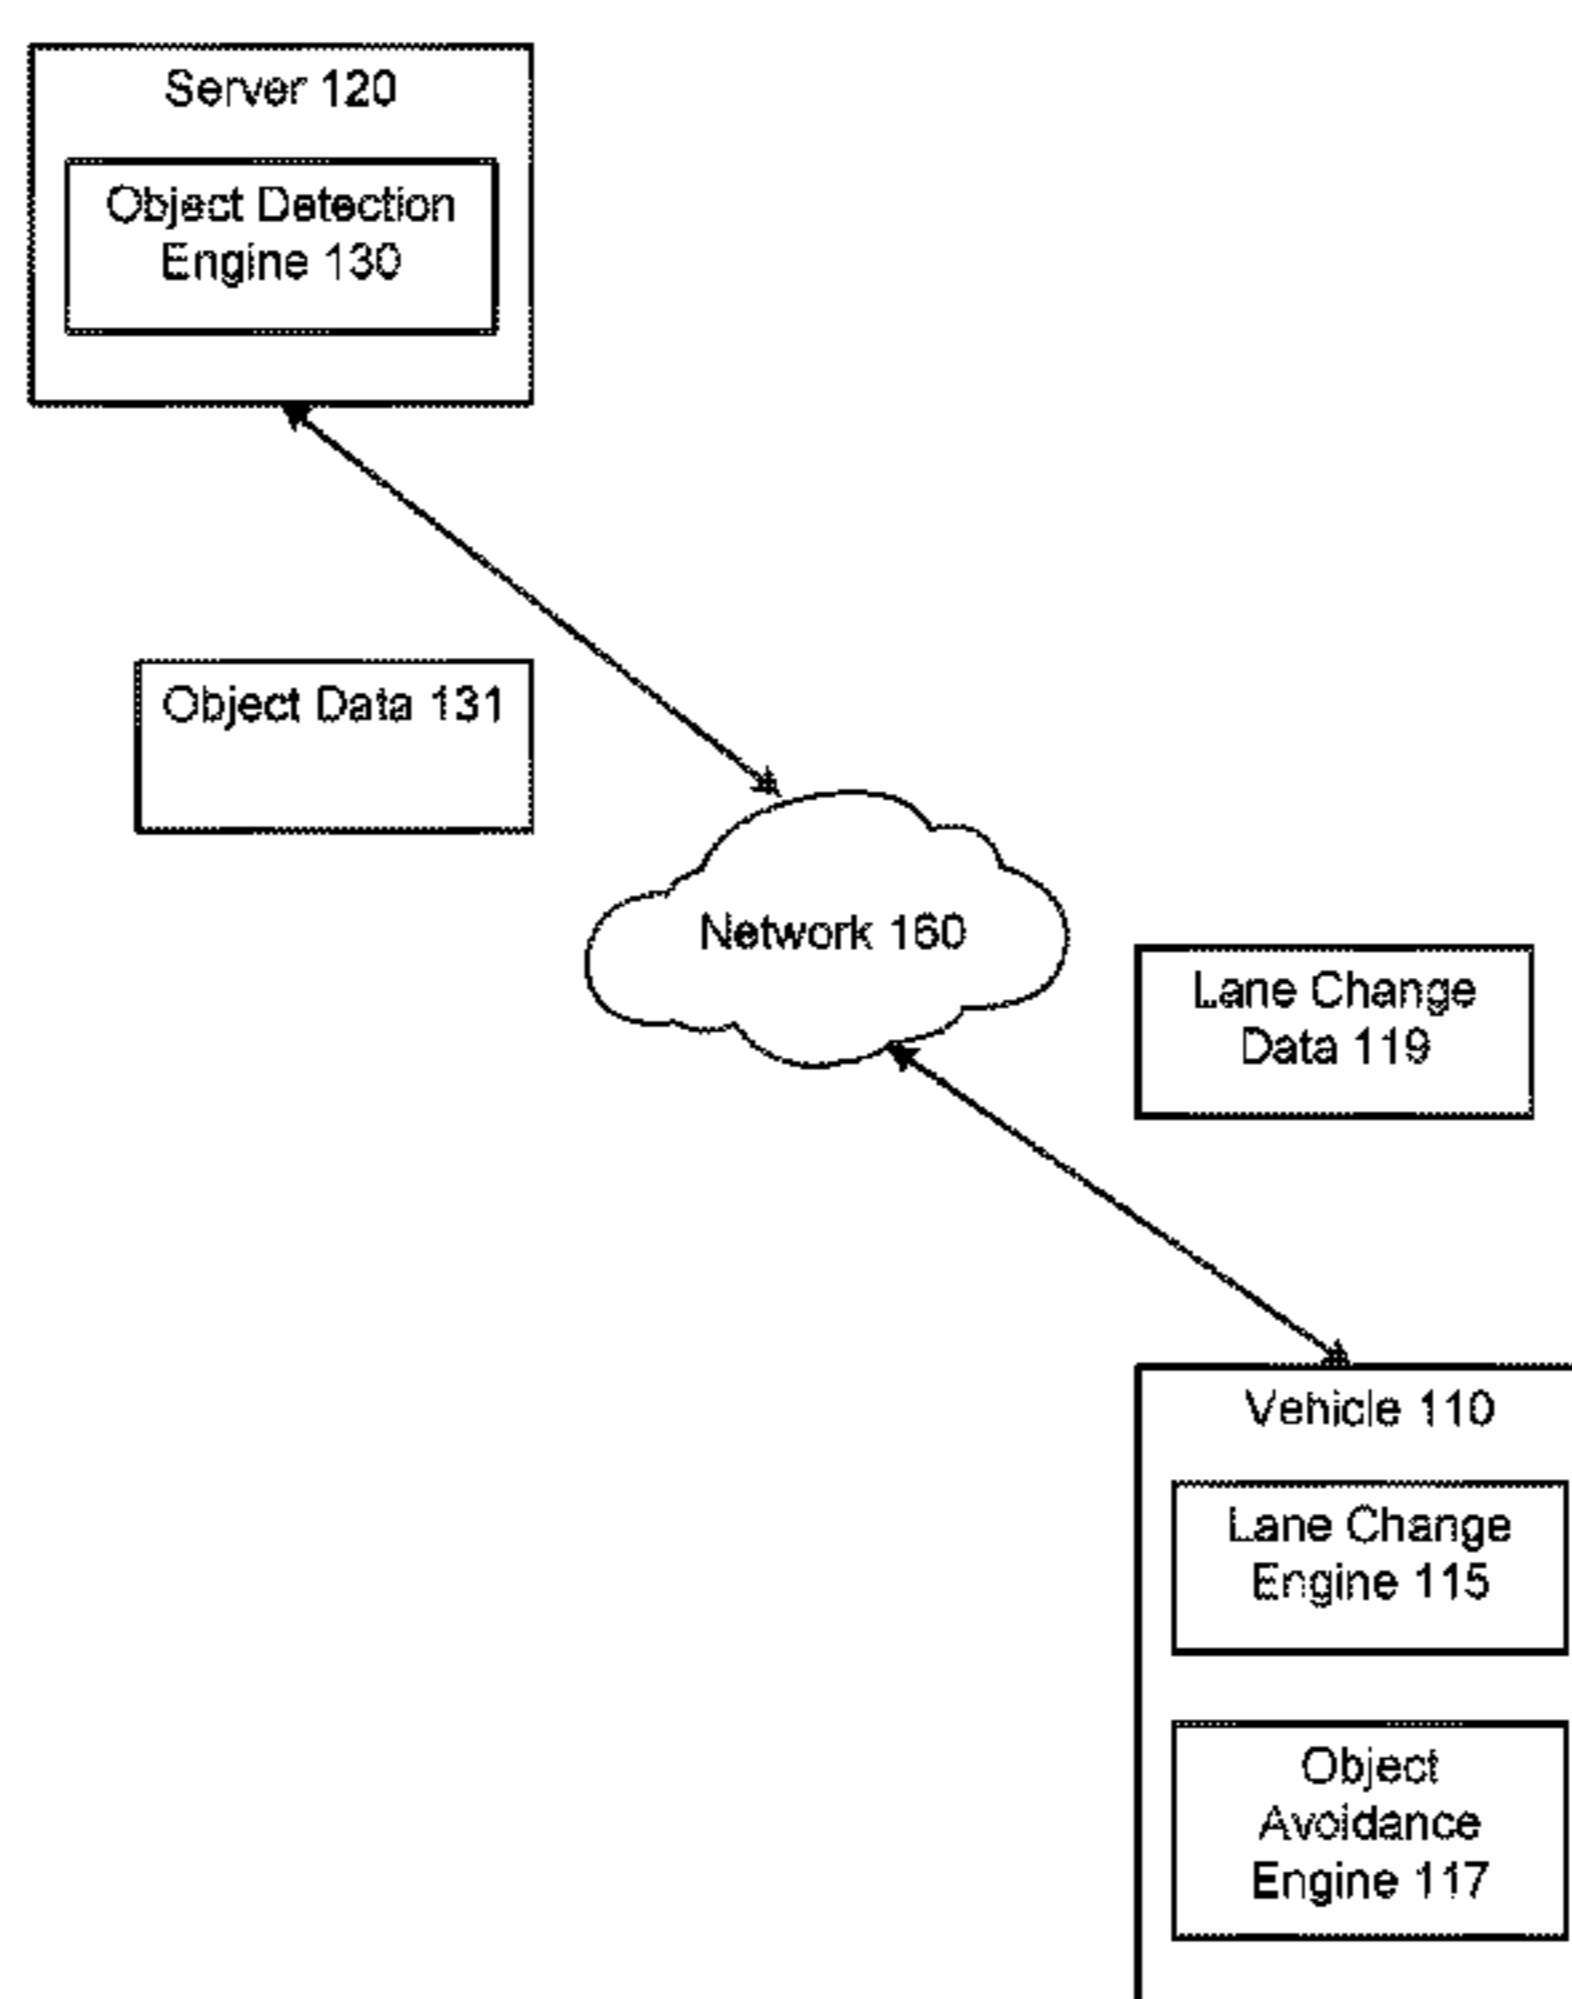 Server 120
Object Detection
Engine 130
Object Data 131
Network 160
Lane Change
Data 119
Vehicle 110
Lane Change
Engine 115
Object
Avoidance
Engine 117